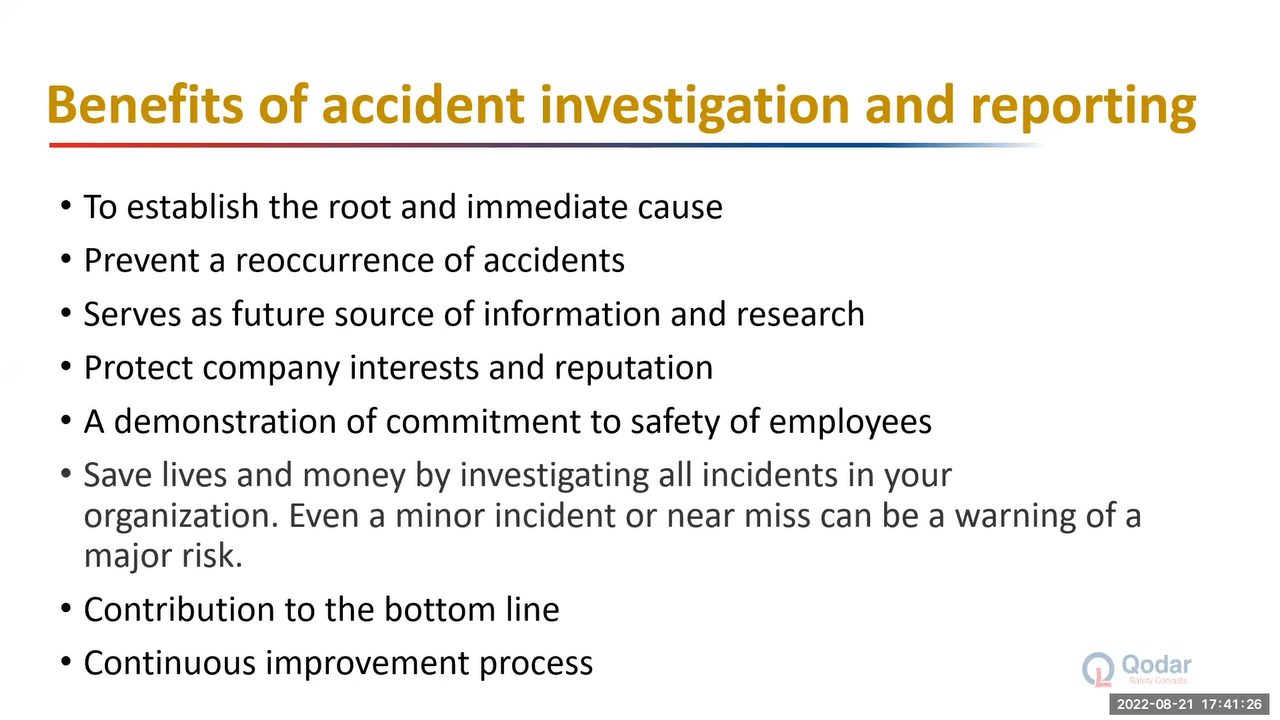 Benefits of accident investigation and reporting
• To establish the root and immediate cause
• Prevent a reoccurrence of accidents
• Serves as future source of information and research
• Protect company interests and reputation
• A demonstration of commitment to safety of employees
• Save lives and money by investigating all incidents in your
organization. Even a minor incident or near miss can be a warning of a
major risk.
• Contribution to the bottom line
• Continuous improvement process
Qodar
Safety Consults
2022-08-21 17:41:26